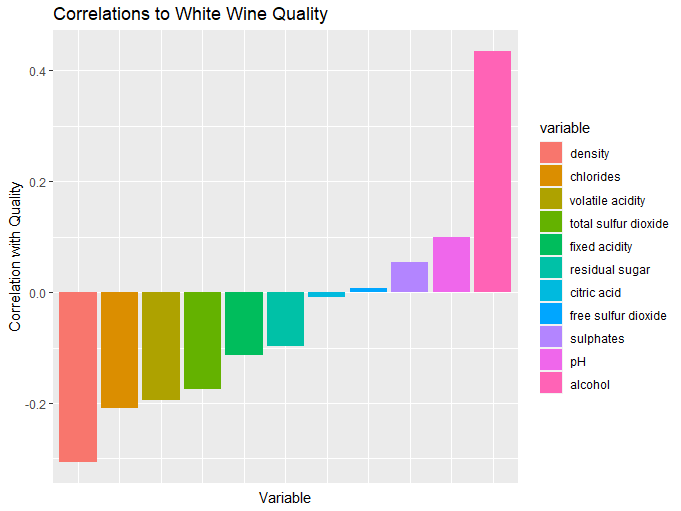 Correlations to White Wine Quality
Correlation with Quality
0.4
0.2
0.0
-0.2
Variable
variable
density
chlorides
volatile acidity
total sulfur dioxide
fixed acidity
residual sugar
citric acid
free sulfur dioxide
sulphates
pH
alcohol